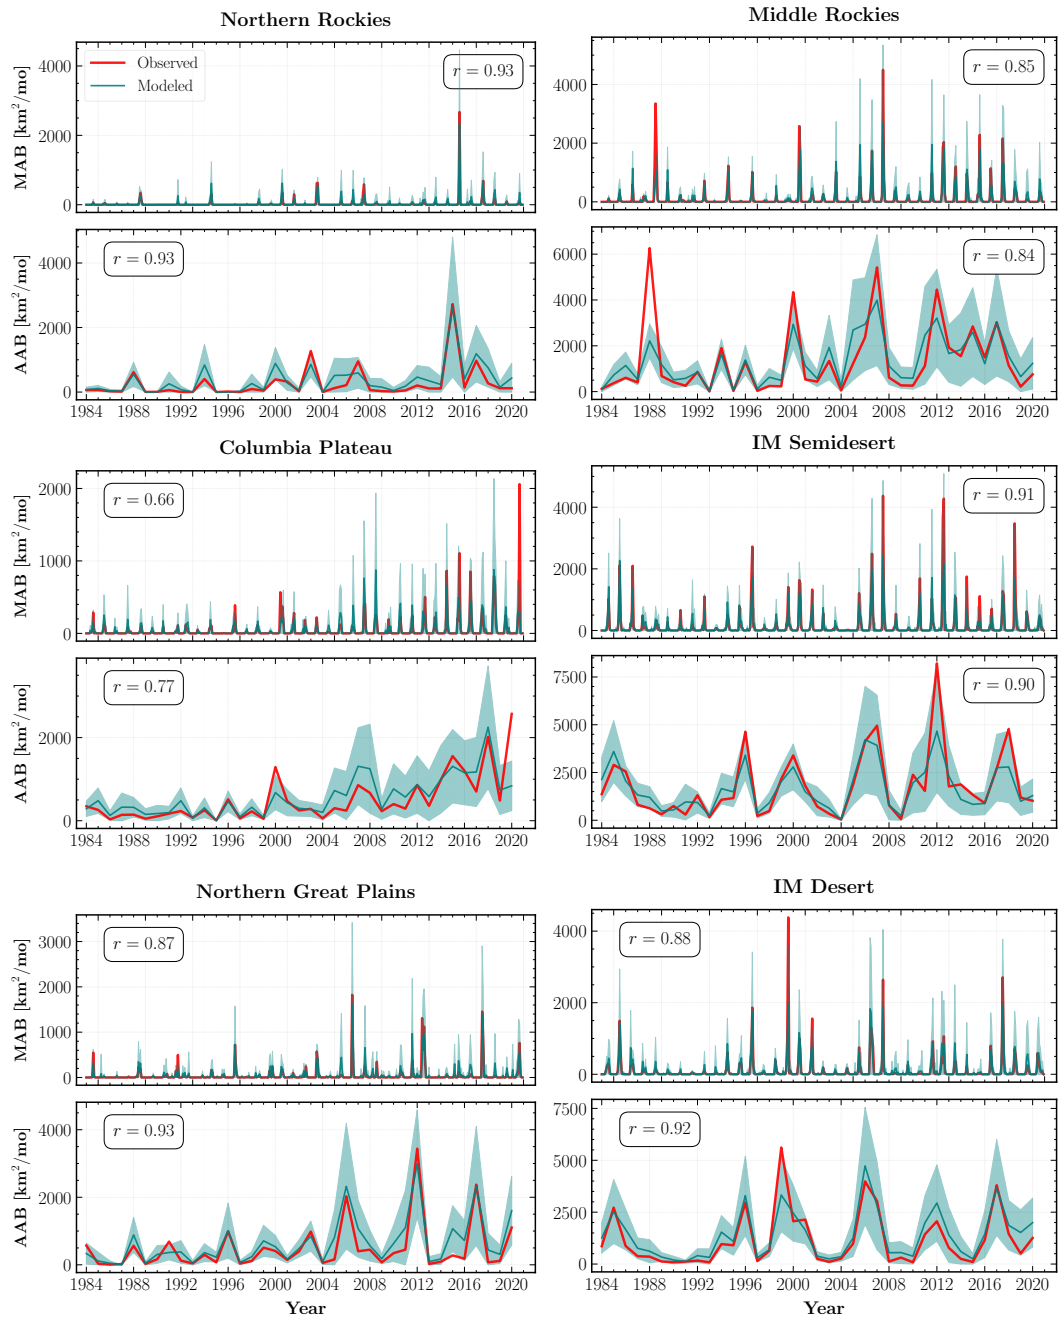 Northern Rockies
MAB [km²/mo]
4000
2000
0
Observed
Modeled
r = 0.93
AAB [km²/mo]
4000
2000
0
r = 0.93
1984 1988 1992 1996 2000 2004 2008 2012 2016 2020
Middle Rockies
4000
2000
0
r = 0.85
6000
4000
2000
0
r = 0.84
1984 1988 1992 1996 2000 2004 2008 2012 2016 2020
Columbia Plateau
MAB [km²/mo]
2000
1000
0
r = 0.66
AAB [km²/mo]
2000
0
r = 0.77
1984 1988 1992 1996 2000 2004 2008 2012 2016 2020
IM Semidesert
4000
2000
0
r = 0.91
7500
5000
2500
0
r = 0.90
1984 1988 1992 1996 2000 2004 2008 2012 2016 2020
Northern Great Plains
MAB [km²/mo]
3000
2000
1000
0
r = 0.87
AAB [km²/mo]
4000
2000
0
r = 0.93
1984 1988 1992 1996 2000 2004 2008 2012 2016 2020
Year
IM Desert
4000
2000
0
r = 0.88
7500
5000
2500
0
r = 0.92
1984 1988 1992 1996 2000 2004 2008 2012 2016 2020
Year